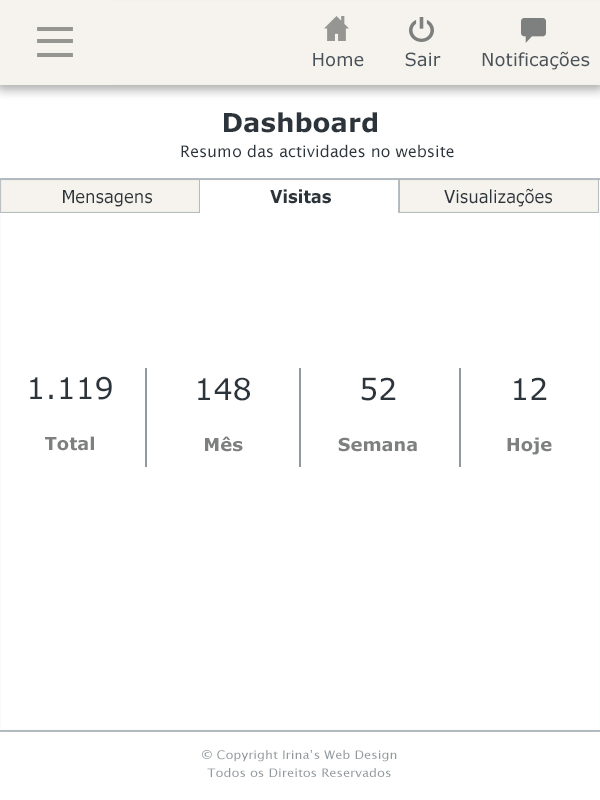 Home Sair Notificações
Dashboard
Resumo das actividades no website
Mensagens Visitas Visualizações
1.119 148 52 12
Total Mês Semana Hoje
© Copyright Irina's Web Design
Todos os Direitos Reservados